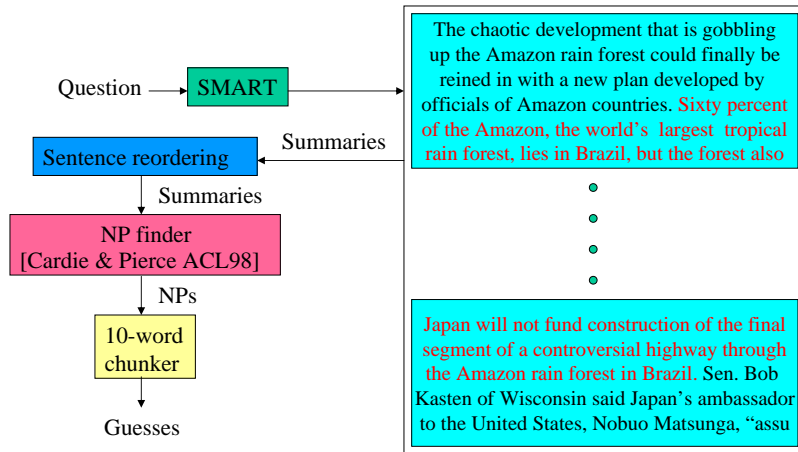 Question
SMART
The chaotic development that is gobbling
up the Amazon rain forest could finally be
reined in with a new plan developed by
officials of Amazon countries. Sixty percent
of the Amazon, the world’s largest tropical
rain forest, lies in Brazil, but the forest also
Summaries
Sentence reordering
Summaries
NP finder
[Cardie & Pierce ACL98]
NPs
10-word
chunker
Guesses
Japan will not fund construction of the final
segment of a controversial highway through
the Amazon rain forest in Brazil. Sen. Bob
Kasten of Wisconsin said Japan’s ambassador
to the United States, Nobuo Matsunga, “assu